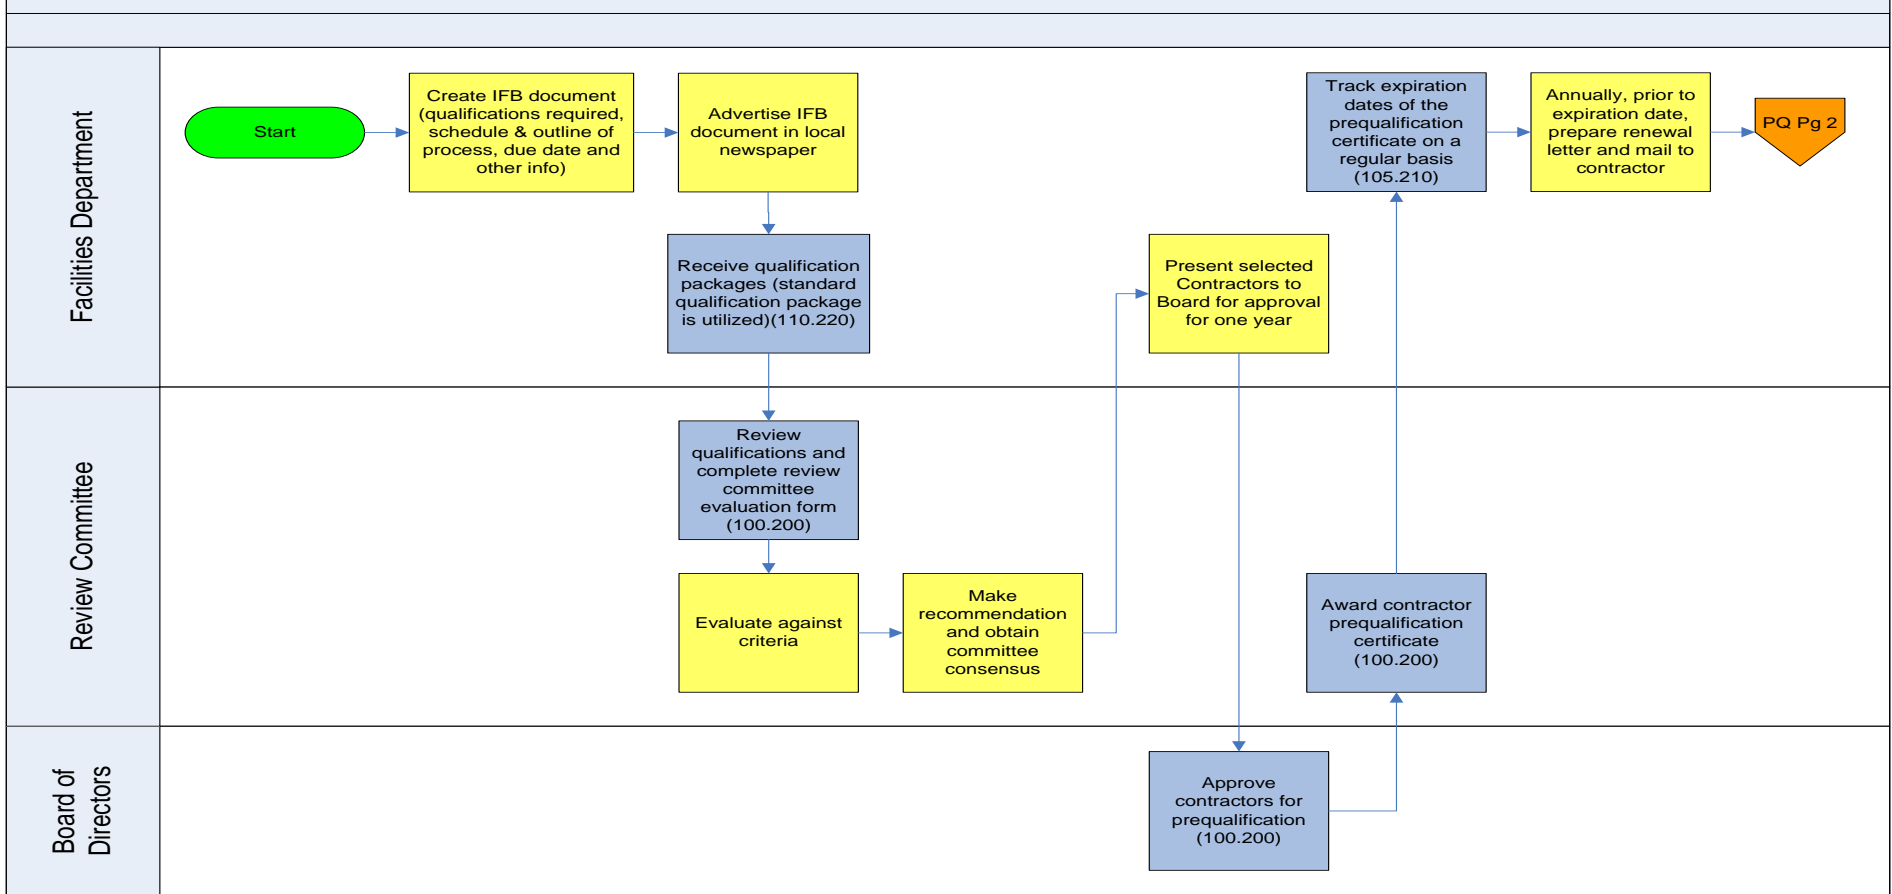 Facilities Department
Start
Create IFB document
(qualifications required,
schedule & outline of
process, due date and
other info)
Advertise IFB
document in local
newspaper
Receive qualification
packages (standard
qualification package
is utilized)(110.220)
Present selected
Contractors to
Board for approval
for one year
Track expiration
dates of the
prequalification
certificate on a
regular basis
(105.210)
Annually, prior to
expiration date,
prepare renewal
letter and mail to
contractor
PQ Pg 2
Review Committee
Review
qualifications and
complete review
committee
evaluation form
(100.200)
Evaluate against
criteria
Make
recommendation
and obtain
committee
consensus
Award contractor
prequalification
certificate
(100.200)
Board of
Directors
Approve
contractors for
prequalification
(100.200)